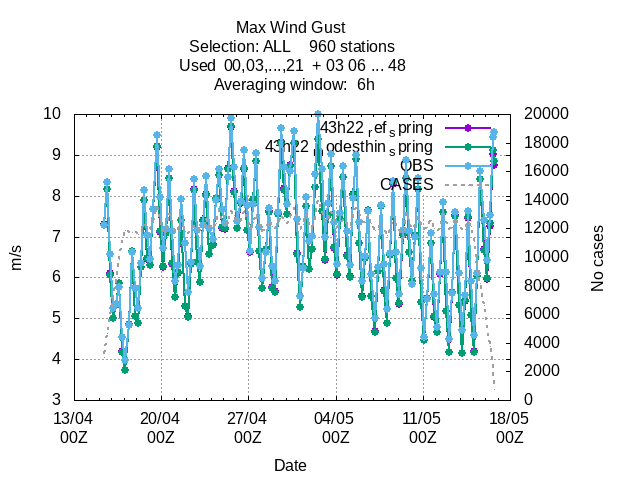 Max Wind Gust
Selection: ALL 960 stations
Used 00,03,...,21 + 03 06 ... 48
Averaging window: 6h
10
9
8
7
6
5
4
3
m/s
20000
18000
16000
14000
12000
10000
8000
6000
4000
2000
0
No cases
43h22_ref_spring
43h22_nodesthin_spring
OBS
CASES
13/04 20/04 27/04 04/05 11/05 18/05
00Z 00Z 00Z 00Z 00Z 00Z
Date